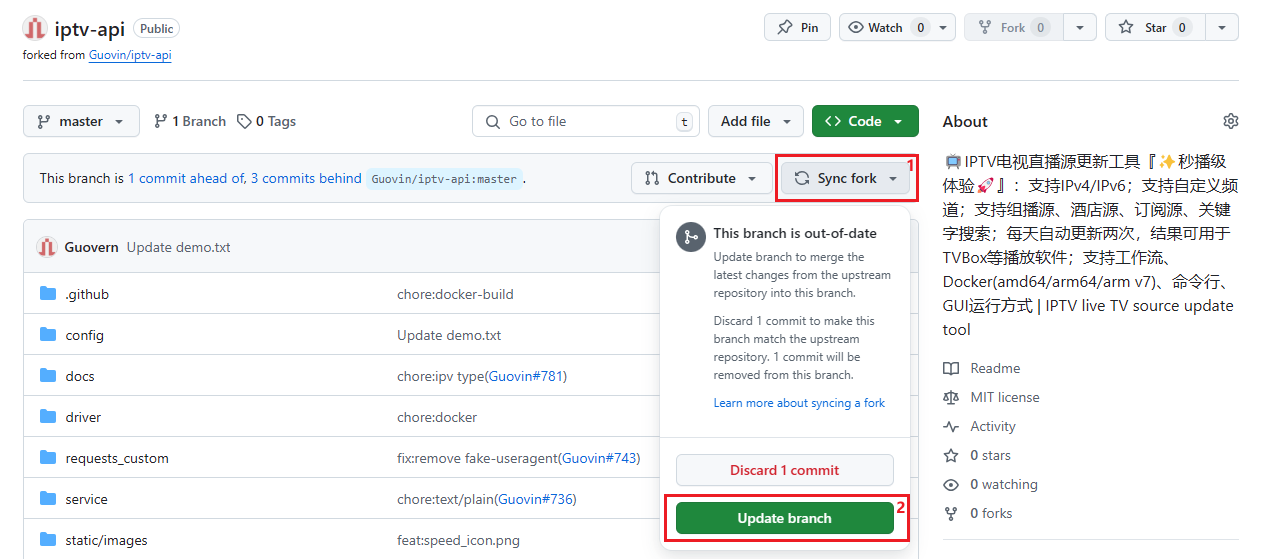 iptv-api Public
Pin
Watch 0
Fork 0
Star 0
forked from Guovin/iptv-api
master
1 Branch
0 Tags
Go to file
t
Add file
Code
This branch is 1 commit ahead of, 3 commits behind Guovin/iptv-api:master.
Contribute
Sync fork
1
Guovern Update demo.txt
.github chore:docker-build
config Update demo.txt
docs chore:ipv type(Guovin#781)
driver chore:docker
requests_custom fix:remove fake-useragent(Guovin#743)
service chore:text/plain(Guovin#736)
static/images feat:speed_icon.png
This branch is out-of-date
Update branch to merge the
latest changes from the upstream
repository into this branch.
Discard 1 commit to make this
branch match the upstream
repository. 1 commit will be
removed from this branch.
Learn more about syncing a fork
Discard 1 commit
Update branch
2
About
📺IPTV电视直播源更新工具『✨秒播级
体验🚀』：支持IPv4/IPv6；支持自定义频
道；支持组播源、酒店源、订阅源、关键
字搜索；每天自动更新两次，结果可用于
TVBox等播放软件；支持工作流、
Docker(amd64/arm64/arm v7)、命令行、
GUI运行方式 | IPTV live TV source update
tool
Readme
MIT license
Activity
0 stars
0 watching
0 forks